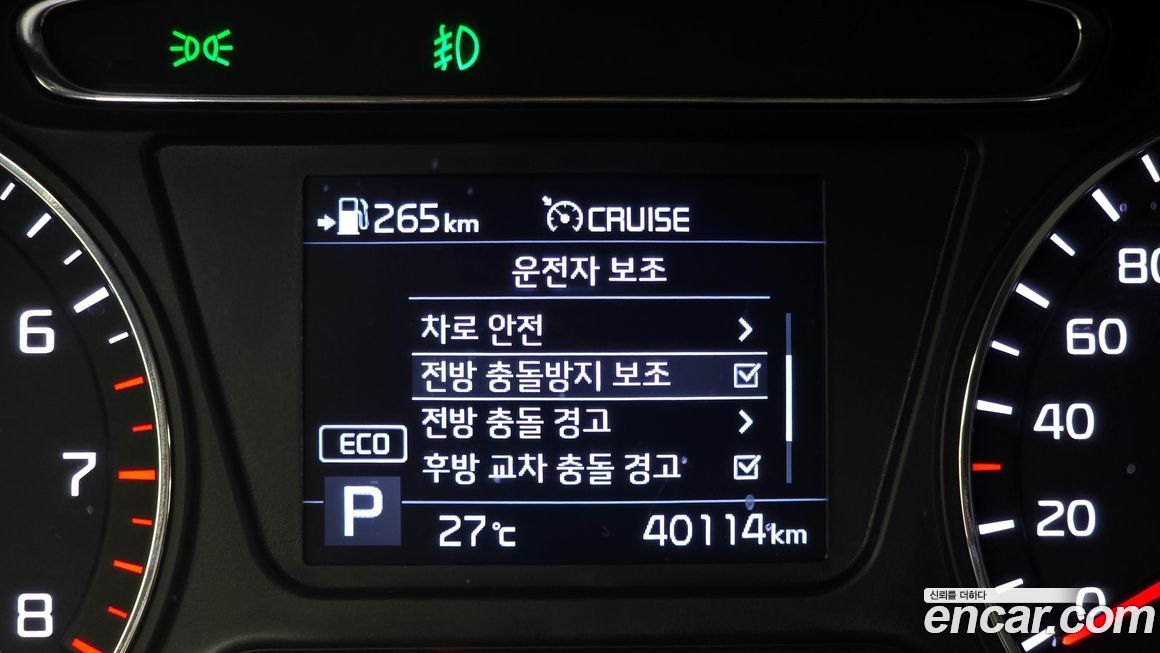 265km CRUISE
운전자 보조
차로 안전
전방 충돌방지 보조
전방 충돌 경고
후방 교차 충돌 경고
ECO
P
27℃ 40114km
6
7
8
80
60
40
20
0
신뢰를 더하다
encar.com